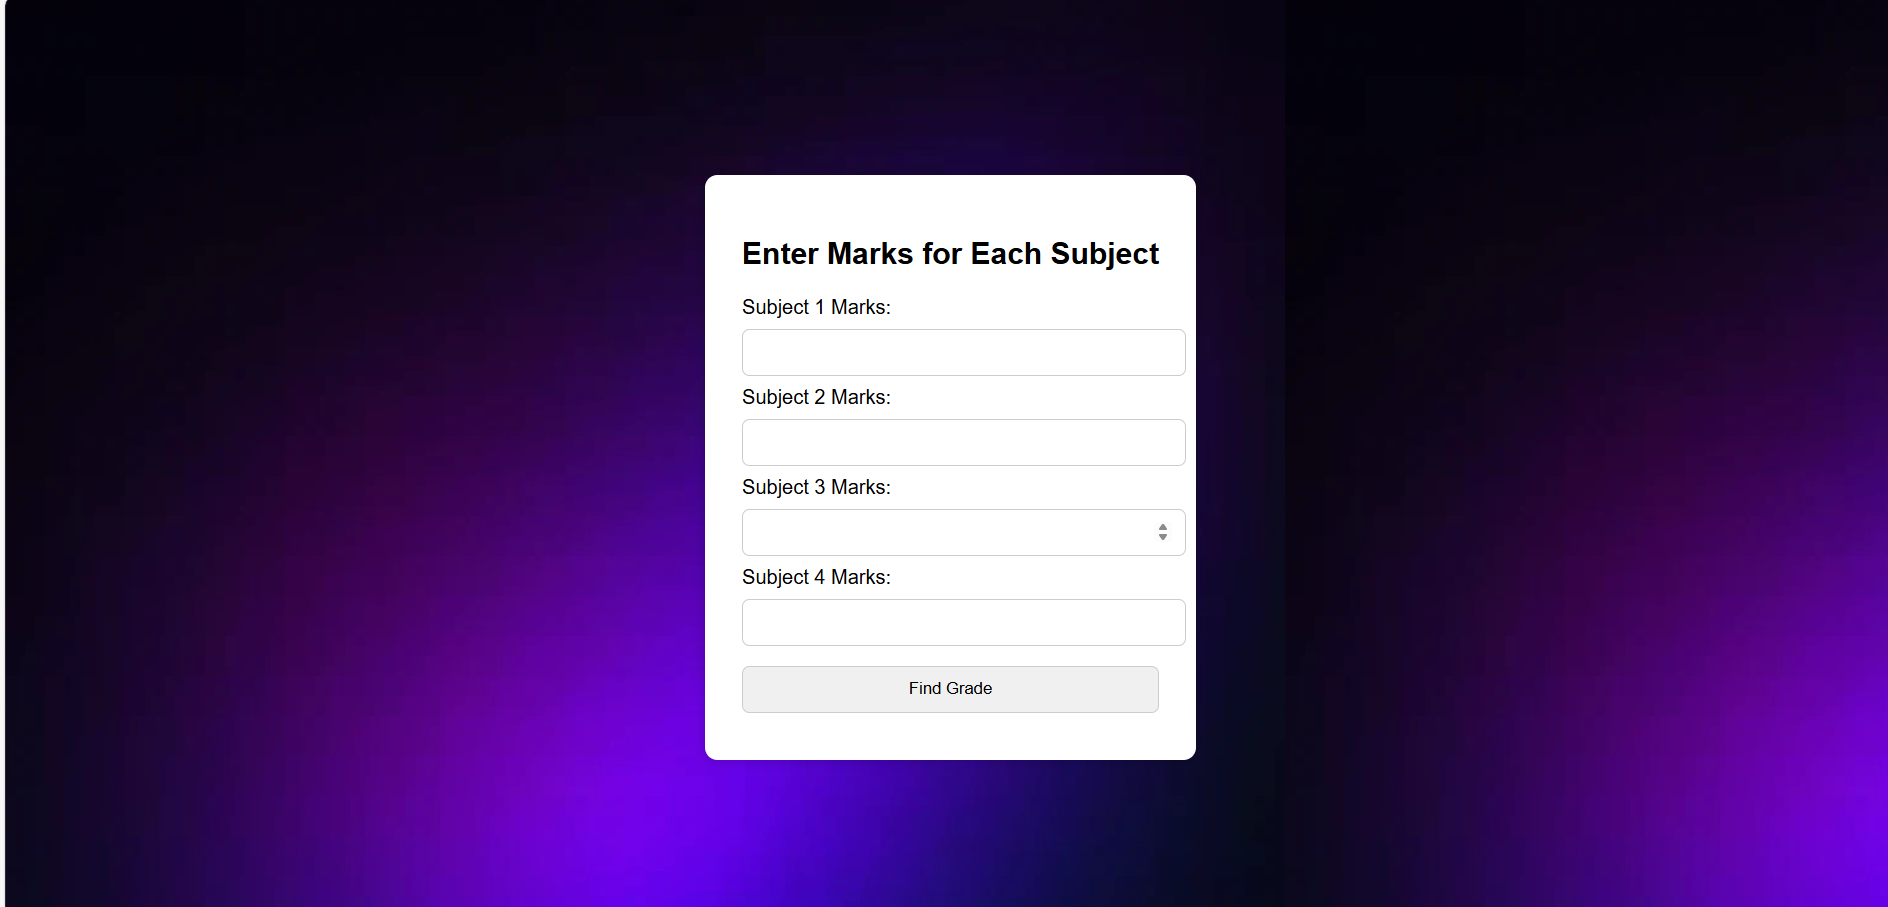 Enter Marks for Each Subject
Subject 1 Marks:
Subject 2 Marks:
Subject 3 Marks:
Subject 4 Marks:
Find Grade